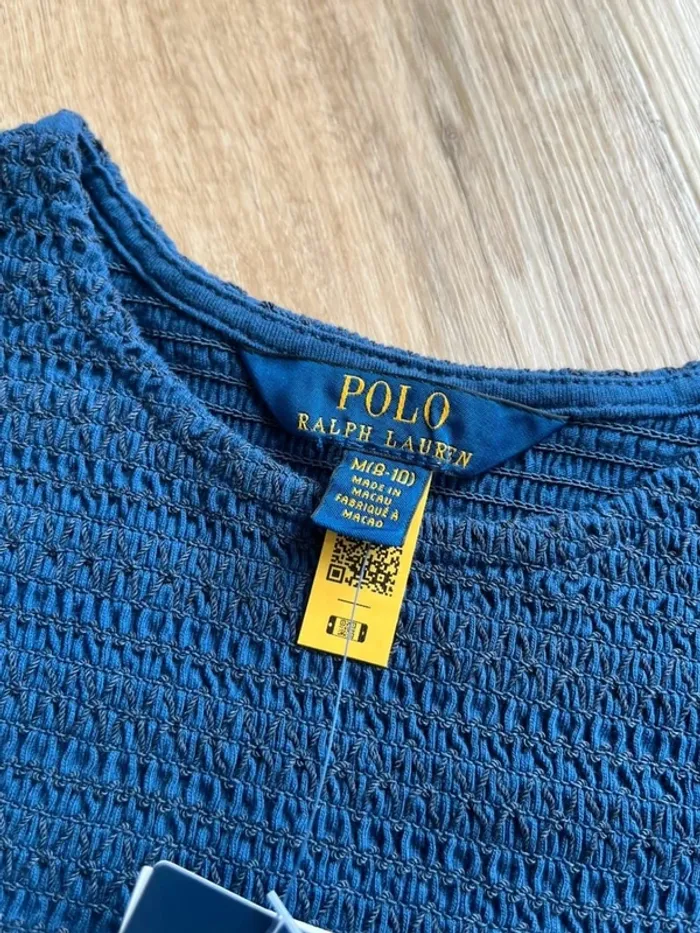 POLO
RALPH LAUREN
M(8-10)
MADE IN
MACAU
FABRIQUÉ À
MACAO